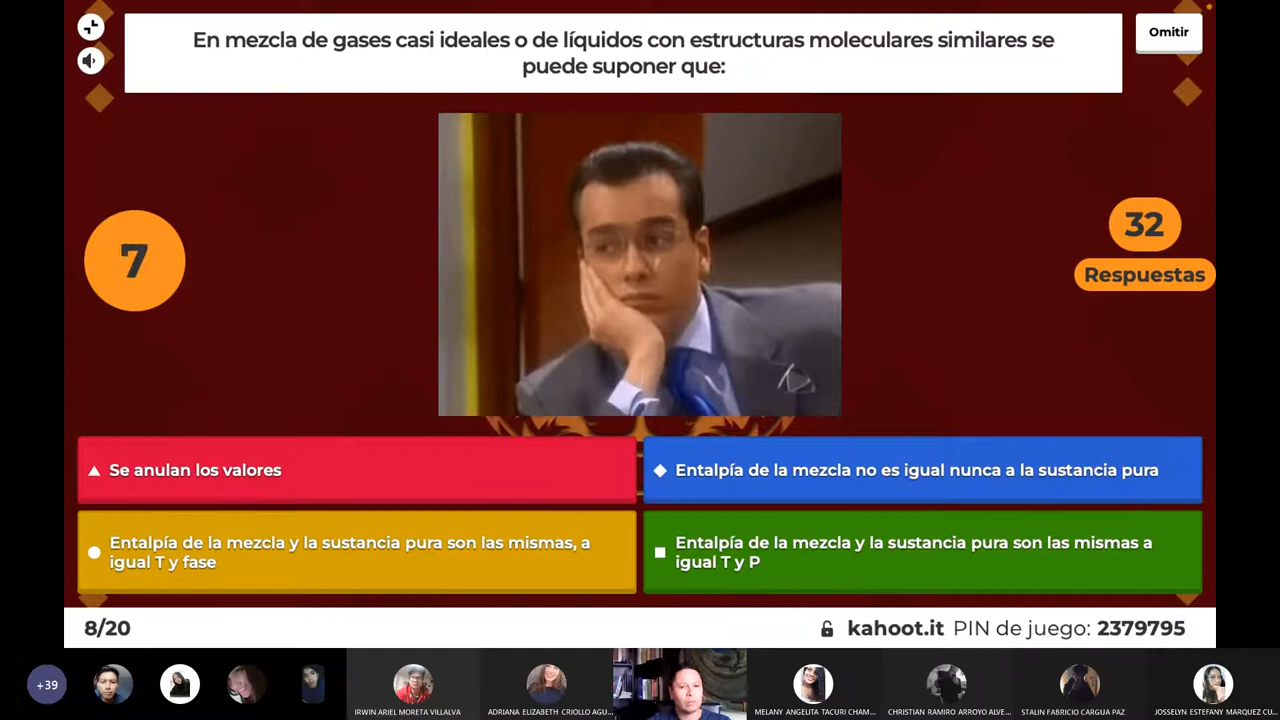 En mezcla de gases casi ideales o de líquidos con estructuras moleculares similares se
puede suponer que:
Omitir
7
32
Respuestas
Se anulan los valores
Entalpía de la mezcla no es igual nunca a la sustancia pura
Entalpía de la mezcla y la sustancia pura son las mismas, a
igual T y fase
Entalpía de la mezcla y la sustancia pura son las mismas a
igual T y P
8/20
kahoot.it PIN de juego: 2379795
+39
IRWIN ARIEL MORETA VILLALVA
ADRIANA ELIZABETH CRIOLLO AGU...
MELANY ANGELITA TACURI CHAM...
CHRISTIAN RAMIRO ARROYO ALVE...
STALIN FABRICIO CARGUA PAZ
JOSSELYN ESTEFANY MARQUEZ CU...